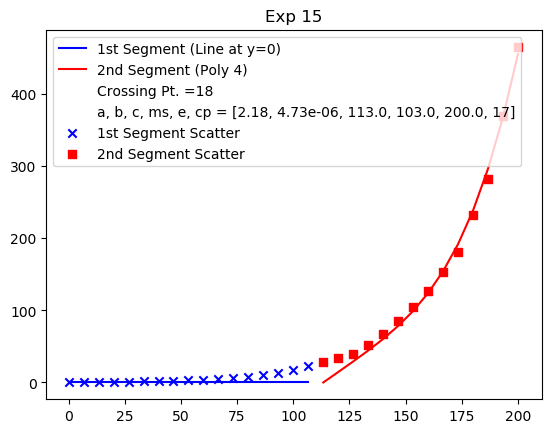 Exp 15
1st Segment (Line at y=0)
2nd Segment (Poly 4)
Crossing Pt. =18
a, b, c, ms, e, cp = [2.18, 4.73e-06, 113.0, 103.0, 200.0, 17]
1st Segment Scatter
2nd Segment Scatter
400
300
200
100
0
0 25 50 75 100 125 150 175 200